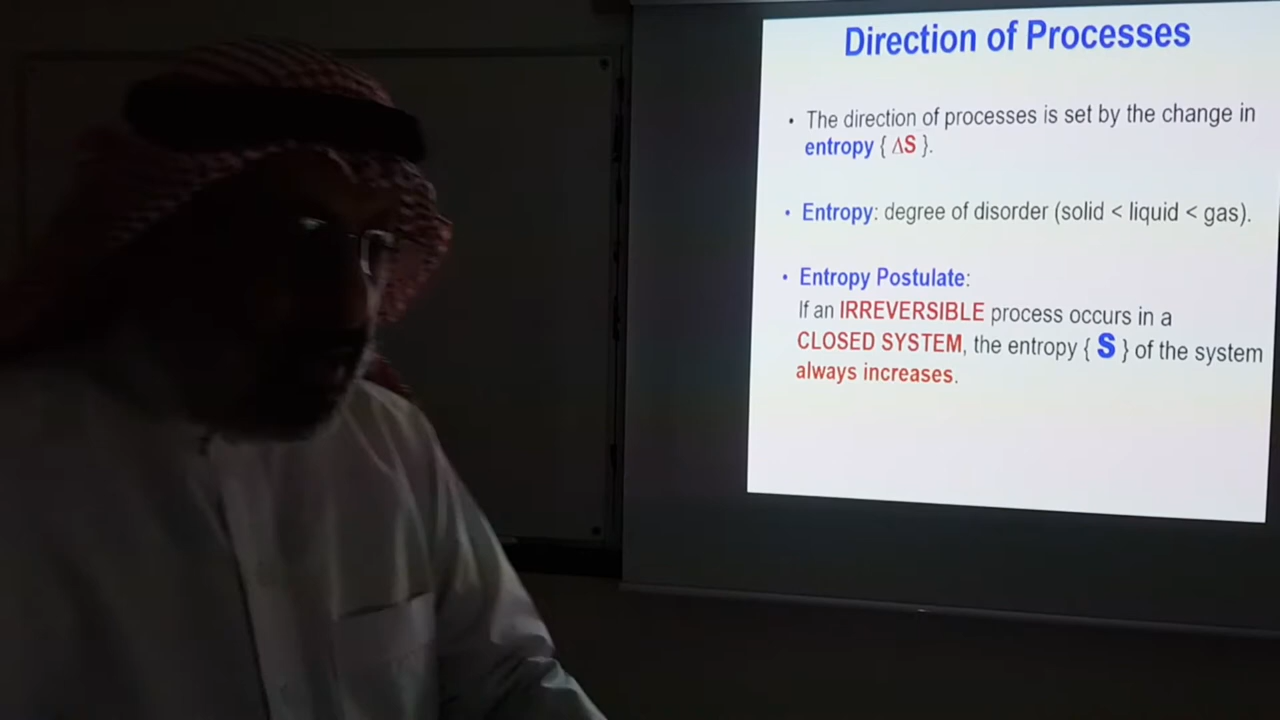 Direction of Processes
• The direction of processes is set by the change in
entropy { ΔS }.
• Entropy: degree of disorder (solid < liquid < gas).
• Entropy Postulate:
If an IRREVERSIBLE process occurs in a
CLOSED SYSTEM, the entropy { S } of the system
always increases.